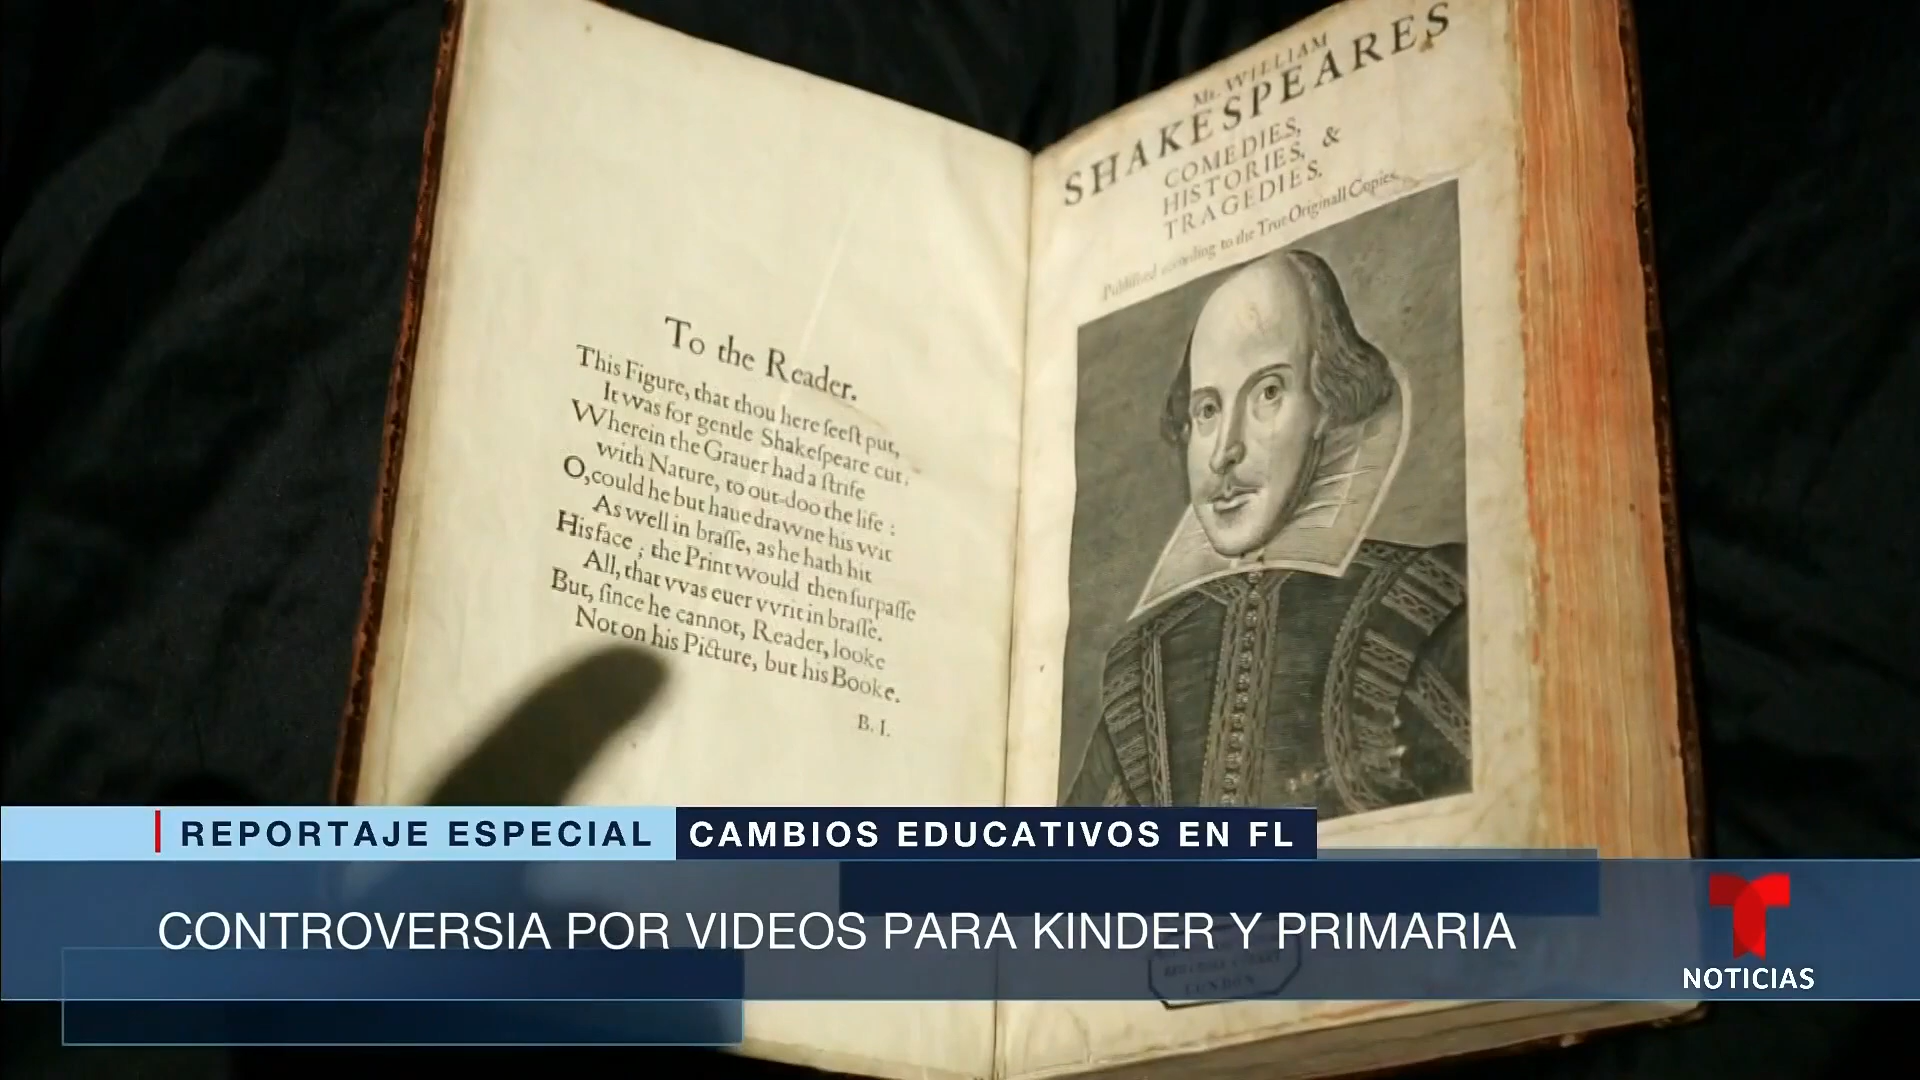 To the Reader.
This Figure, that thou here seeſt put,
It was for gentle Shakeſpeare cut,
Wherein the Grauer had a ſtrife
with Nature, to out-doo the life :
O, could he but haue drawne his wit
As well in braſſe, as he hath hit
His face ; the Print would then ſurpaſſe
All, that vvas euer vvrit in braſſe.
But, ſince he cannot, Reader, looke
Not on his Picture, but his Booke.
B. I.
Mr. WILLIAM
SHAKESPEARES
COMEDIES,
HISTORIES, &
TRAGEDIES.
Publiſhed according to the True Originall Copies.
REPORTAJE ESPECIAL CAMBIOS EDUCATIVOS EN FL
CONTROVERSIA POR VIDEOS PARA KINDER Y PRIMARIA
NOTICIAS
LONDON